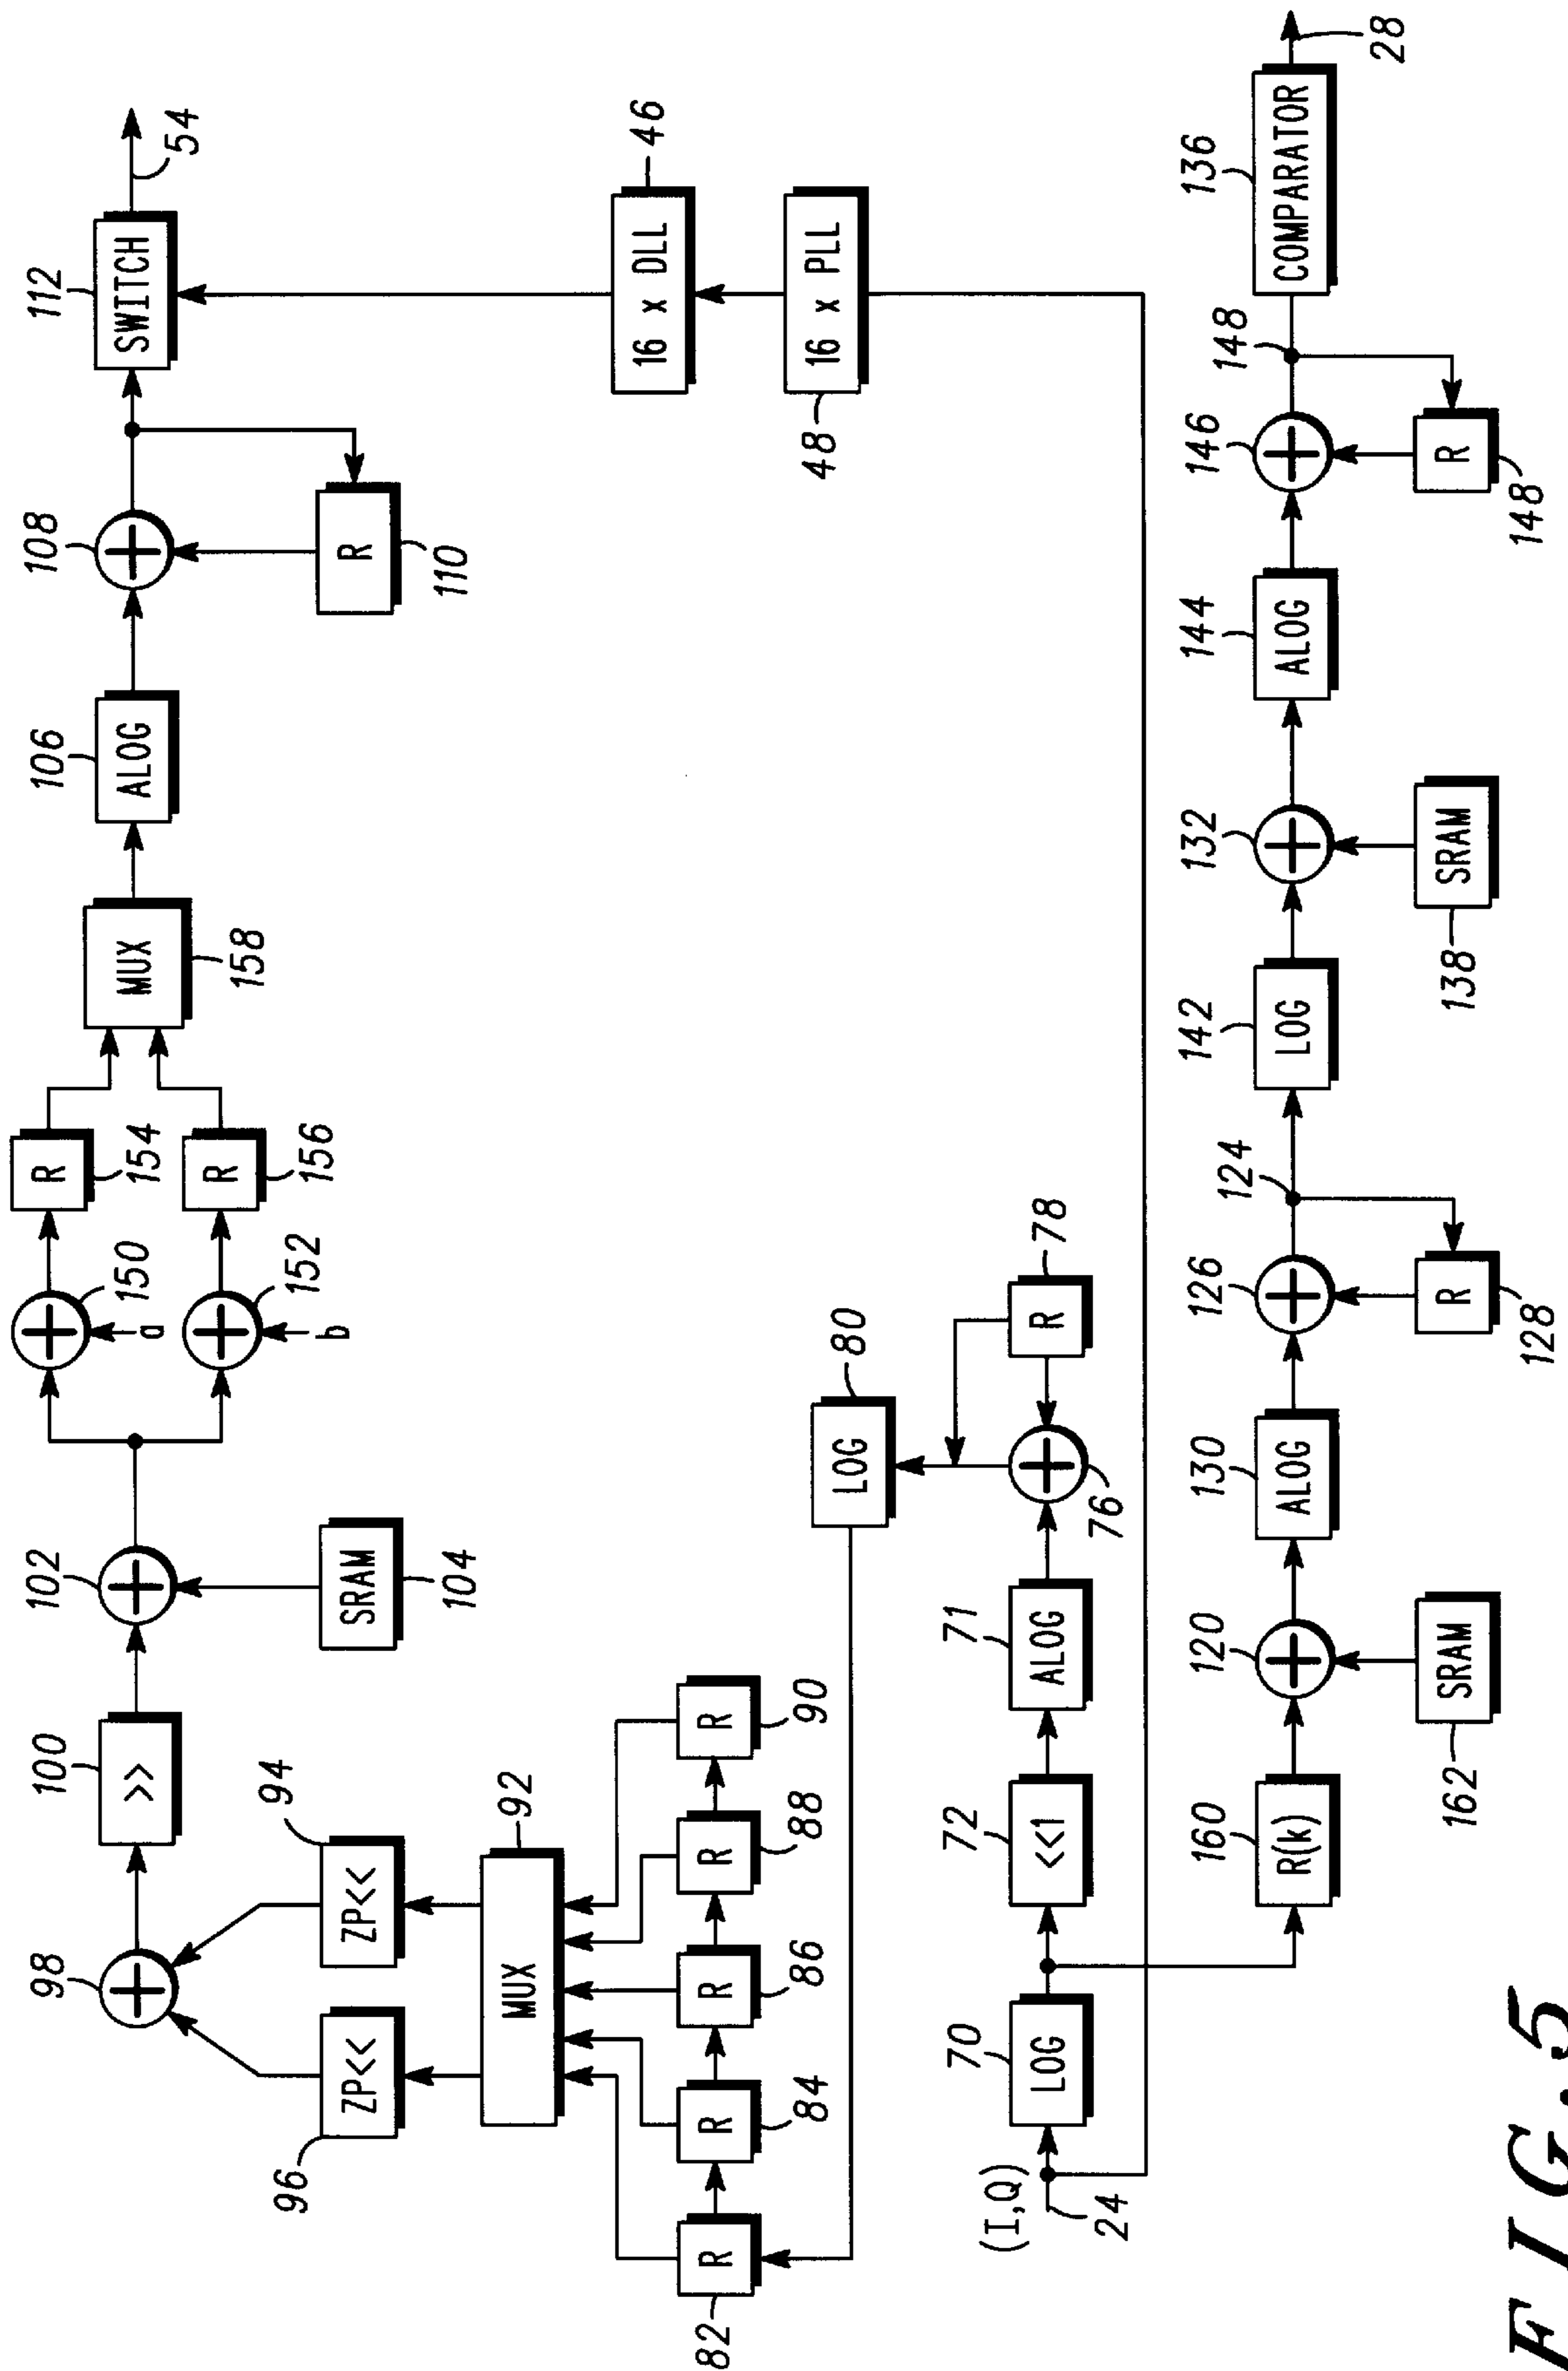 112
SWITCH
54
108
R
110
106
ALOG
MUX
158
R
154
R
156
150
a
152
b
102
SRAM
104
100
>>
98
94
ZP<<
96
ZP<<
92
MUX
R
82
R
84
R
86
R
88
R
90
80
LOG
R
78
76
71
ALOG
72
<<1
70
LOG
(I,Q)
24
16 x DLL
46
16 x PLL
48
160
R(k)
120
SRAM
162
130
ALOG
126
124
R
128
142
LOG
132
SRAM
138
144
ALOG
146
148
R
148
136
COMPARATOR
28
FIG.5